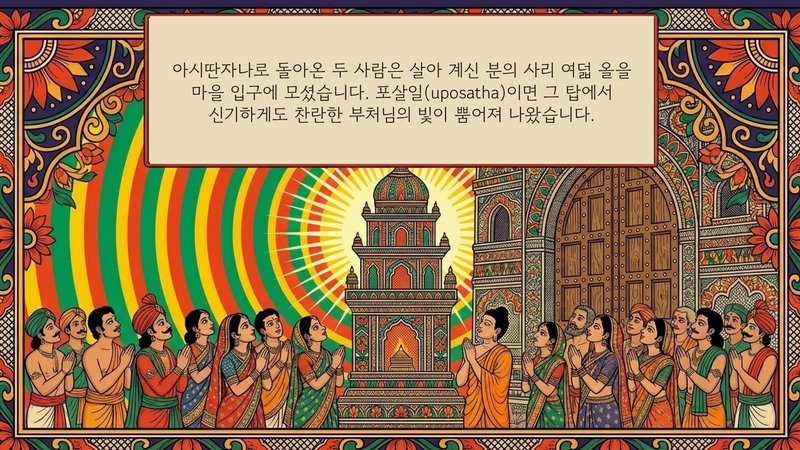 아시딴자나로 돌아온 두 사람은 살아 계신 분의 사리 여덟 올을
마을 입구에 모셨습니다. 포살일(uposatha)이면 그 탑에서
신기하게도 찬란한 부처님의 빛이 뿜어져 나왔습니다.